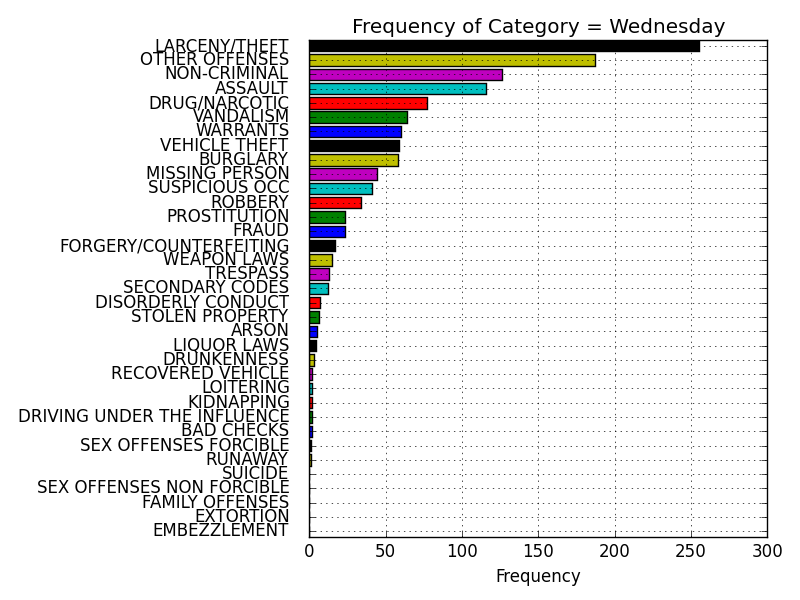 Frequency of Category = Wednesday
LARCENY/THEFT
OTHER OFFENSES
NON-CRIMINAL
ASSAULT
DRUG/NARCOTIC
VANDALISM
WARRANTS
VEHICLE THEFT
BURGLARY
MISSING PERSON
SUSPICIOUS OCC
ROBBERY
PROSTITUTION
FRAUD
FORGERY/COUNTERFEITING
WEAPON LAWS
TRESPASS
SECONDARY CODES
DISORDERLY CONDUCT
STOLEN PROPERTY
ARSON
LIQUOR LAWS
DRUNKENNESS
RECOVERED VEHICLE
LOITERING
KIDNAPPING
DRIVING UNDER THE INFLUENCE
BAD CHECKS
SEX OFFENSES FORCIBLE
RUNAWAY
SUICIDE
SEX OFFENSES NON FORCIBLE
FAMILY OFFENSES
EXTORTION
EMBEZZLEMENT
0 50 100 150 200 250 300
Frequency